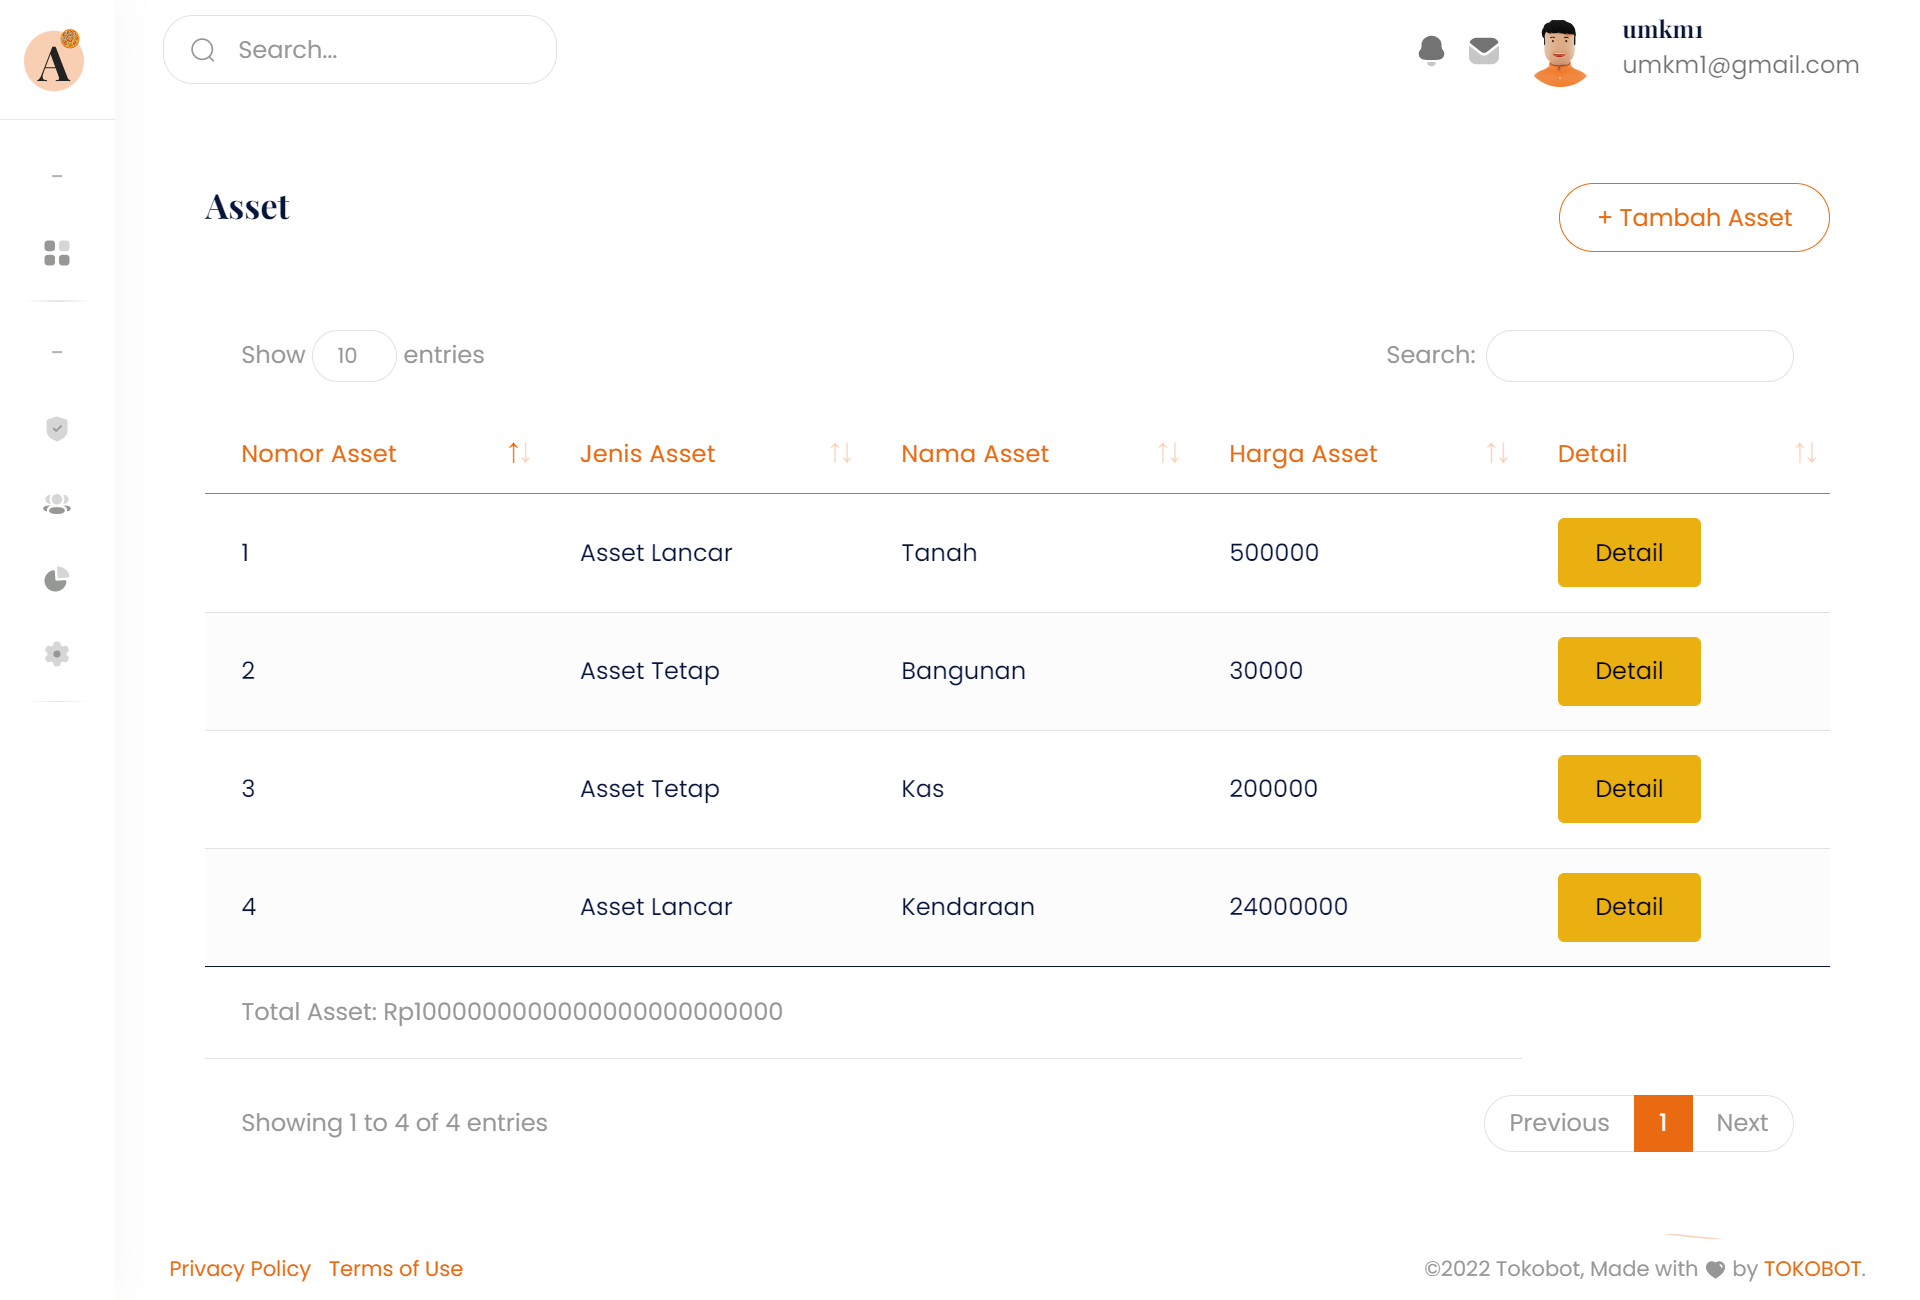 A
Search...
umkm1
umkm1@gmail.com
Asset
+ Tambah Asset
Show 10 entries
Search:
Nomor Asset Jenis Asset Nama Asset Harga Asset Detail
1 Asset Lancar Tanah 500000 Detail
2 Asset Tetap Bangunan 30000 Detail
3 Asset Tetap Kas 200000 Detail
4 Asset Lancar Kendaraan 24000000 Detail
Total Asset: Rp1000000000000000000000000
Showing 1 to 4 of 4 entries
Previous 1 Next
Privacy Policy Terms of Use
©2022 Tokobot, Made with by TOKOBOT.